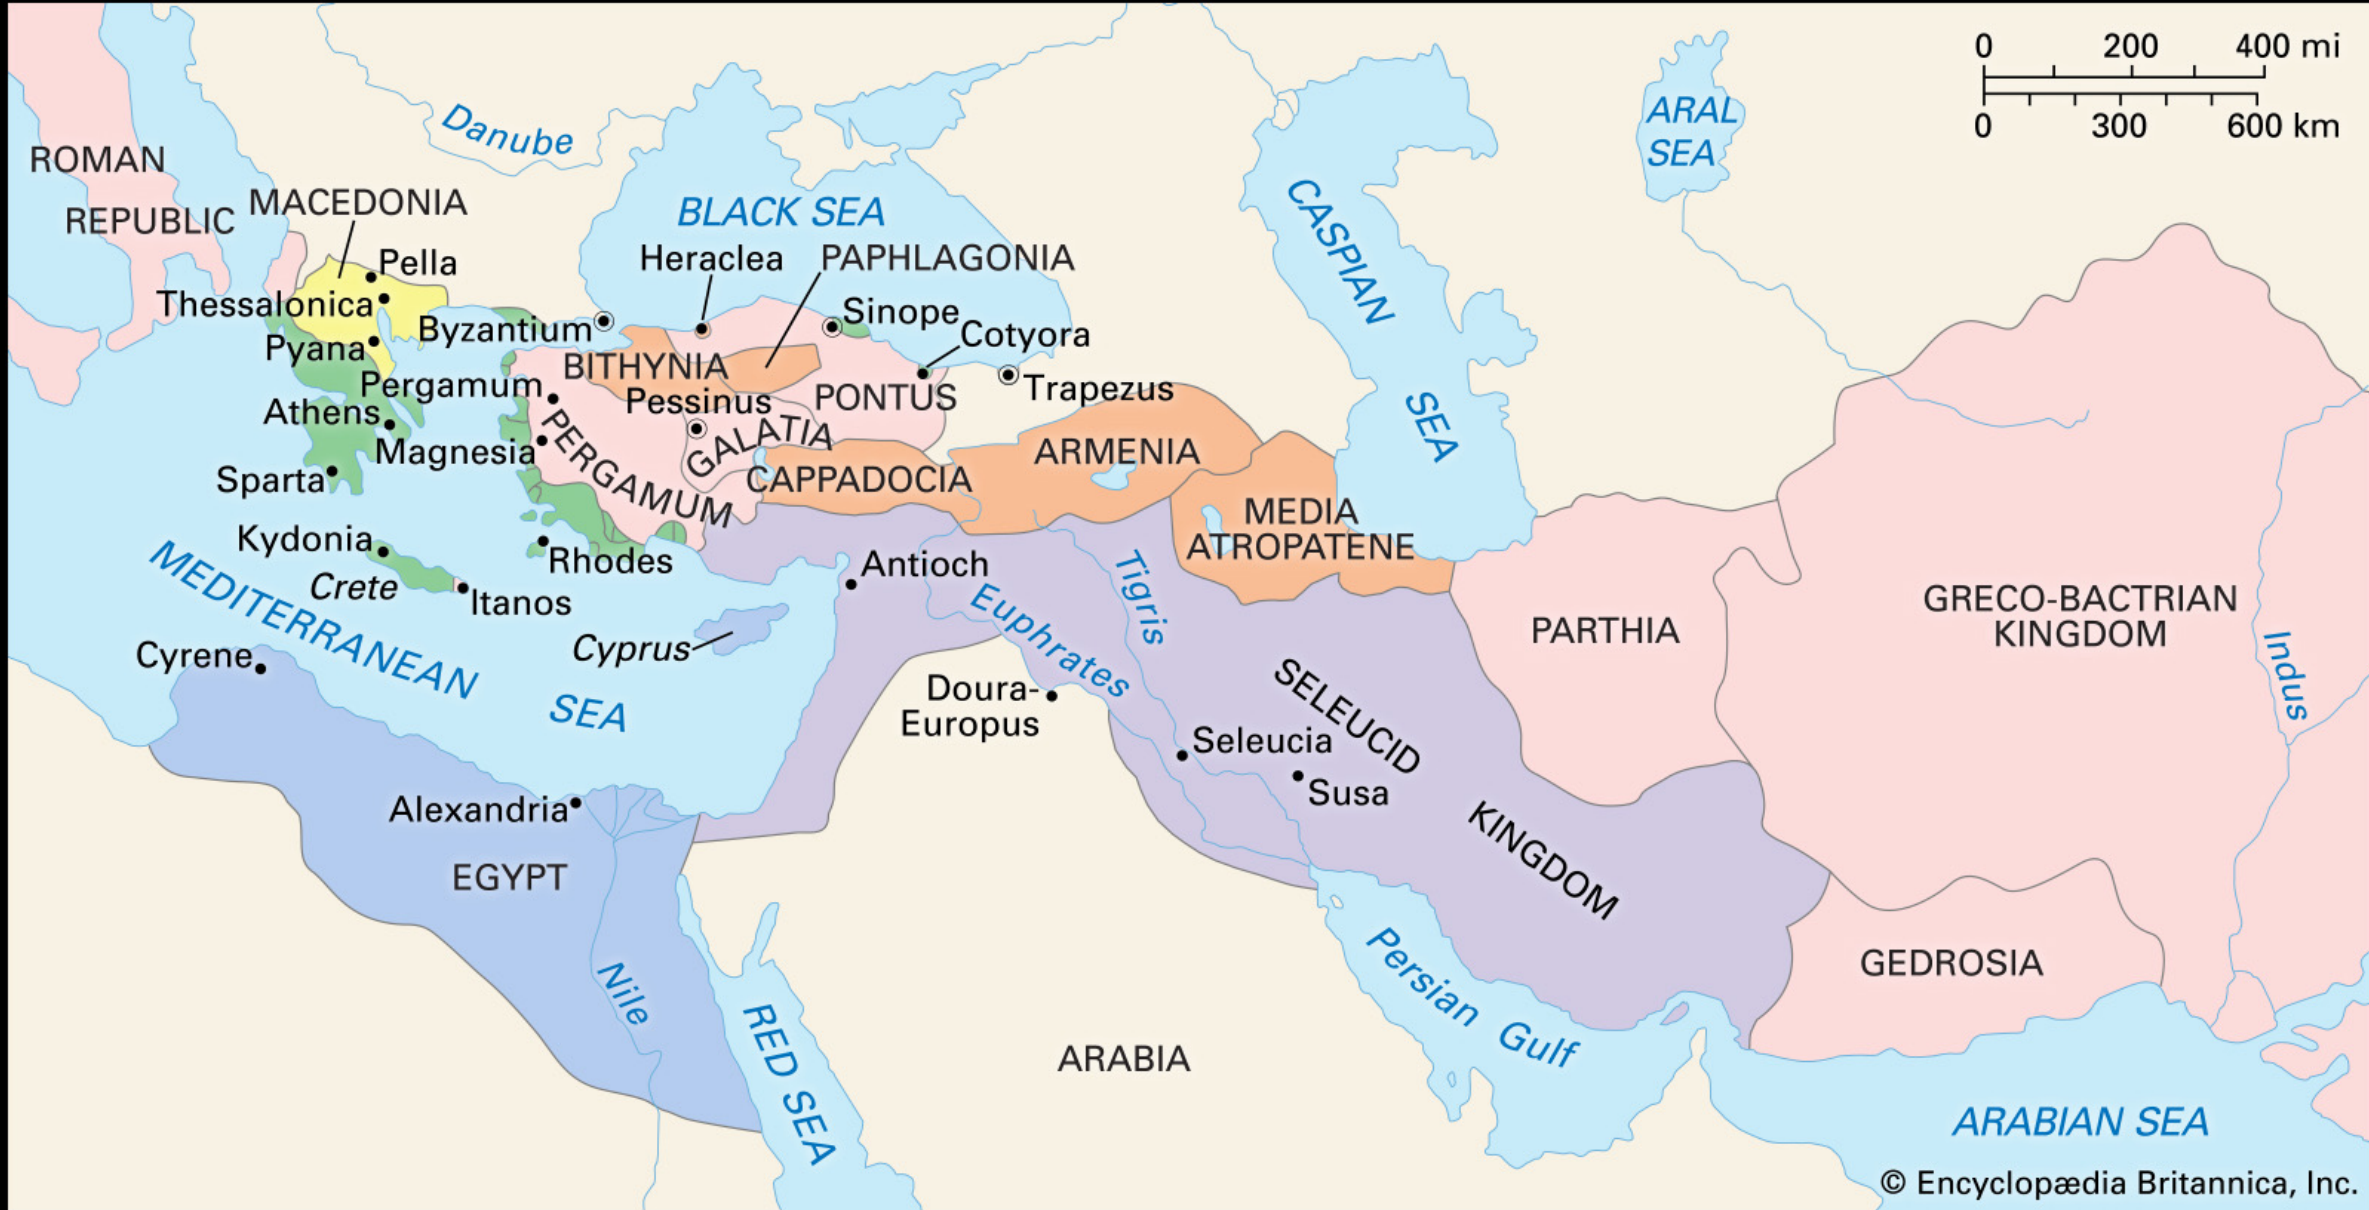 0 200 400 mi
0 300 600 km
ARAL
SEA
Danube
ROMAN
REPUBLIC
MACEDONIA
Pella
Thessalonica
Pyana
Byzantium
BLACK SEA
Heraclea
PAPHLAGONIA
Sinope
Cotyora
Trapezus
CASPIAN
SEA
BITHYNIA
Pergamum
Pessinus
PONTUS
Athens
Magnesia
PERGAMUM
GALATIA
CAPPADOCIA
ARMENIA
Sparta
MEDIA
ATROPATENE
Kydonia
Crete
Itanos
Rhodes
Antioch
Euphrates
Tigris
MEDITERRANEAN
SEA
Cyprus
Cyrene
PARTHIA
GRECO-BACTRIAN
KINGDOM
Indus
Doura-
Europus
SELEUCID
KINGDOM
Seleucia
Susa
Alexandria
EGYPT
Nile
RED SEA
ARABIA
Persian Gulf
GEDROSIA
ARABIAN SEA
© Encyclopædia Britannica, Inc.